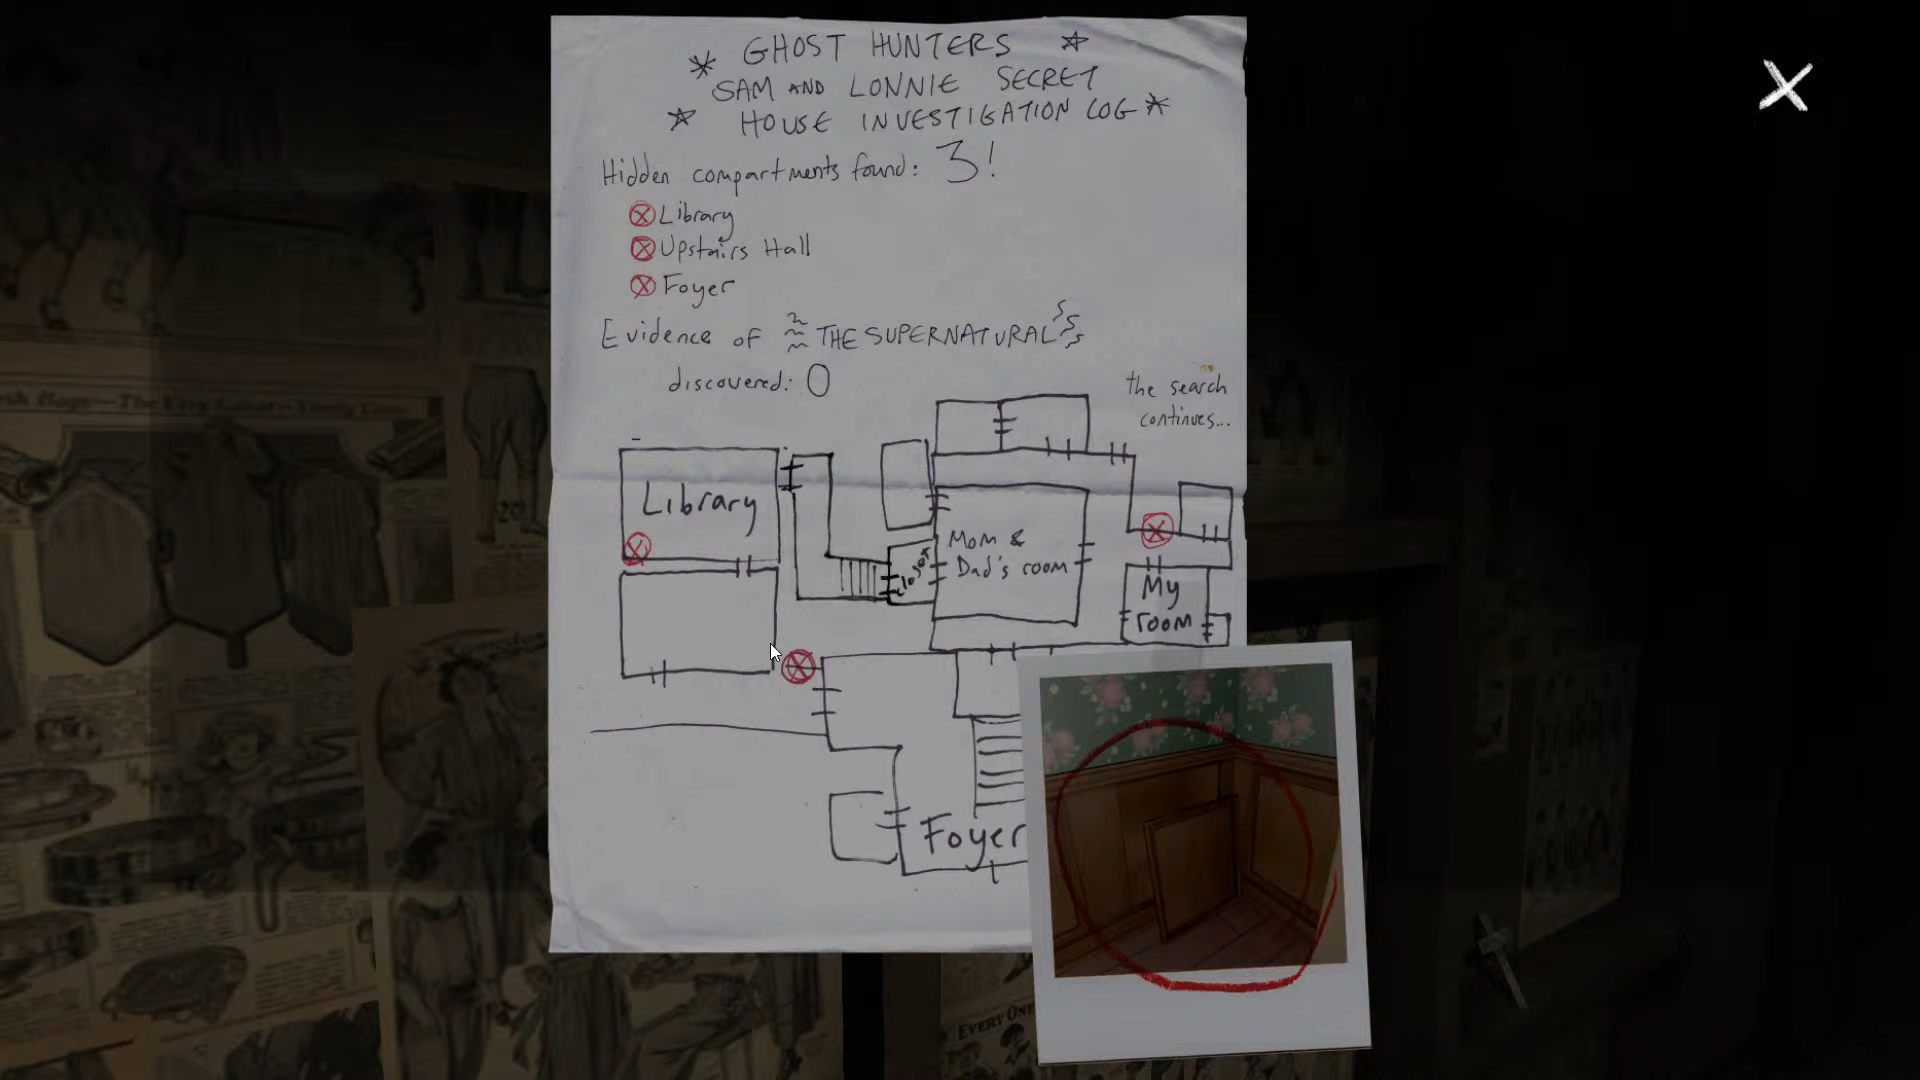 GHOST HUNTERS
SAM AND LONNIE SECRET
HOUSE INVESTIGATION LOG
Hidden compartments found: 3!
Library
Upstairs Hall
Foyer
Evidence of THE SUPERNATURAL
discovered: 0
the search
continues...
Library
closet
Mom &
Dad's room
My
room
Foyer
EVERY